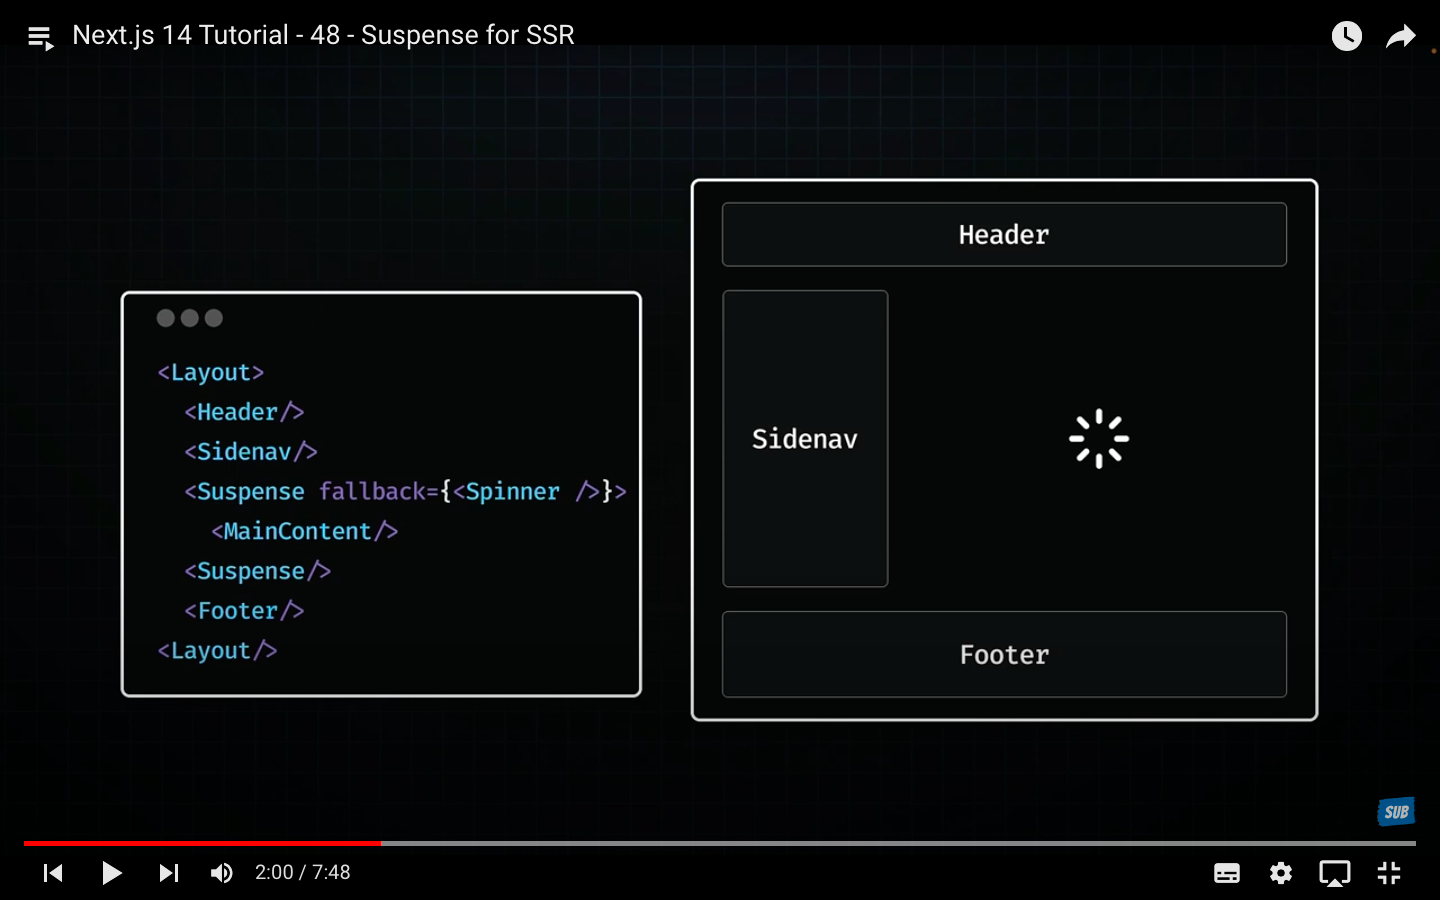 Next.js 14 Tutorial - 48 - Suspense for SSR
<Layout>
<Header/>
<Sidenav/>
<Suspense fallback={<Spinner />}>
<MainContent/>
<Suspense/>
<Footer/>
<Layout/>
Header
Sidenav
Footer
SUB
2:00 / 7:48